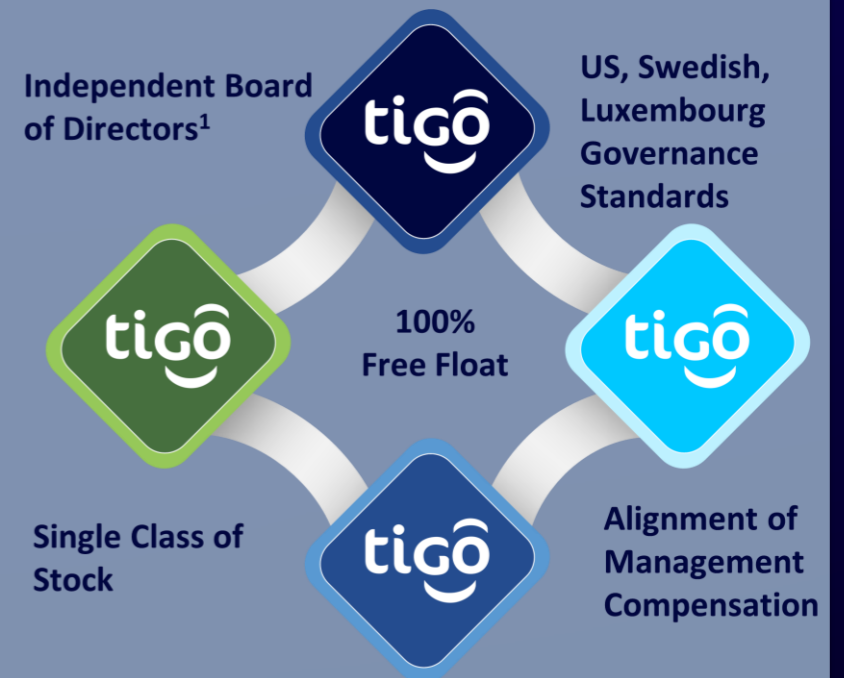 Independent Board
of Directors¹
tigo
US, Swedish,
Luxembourg
Governance
Standards
tigo
100%
Free Float
tigo
Single Class of
Stock
tigo
Alignment of
Management
Compensation